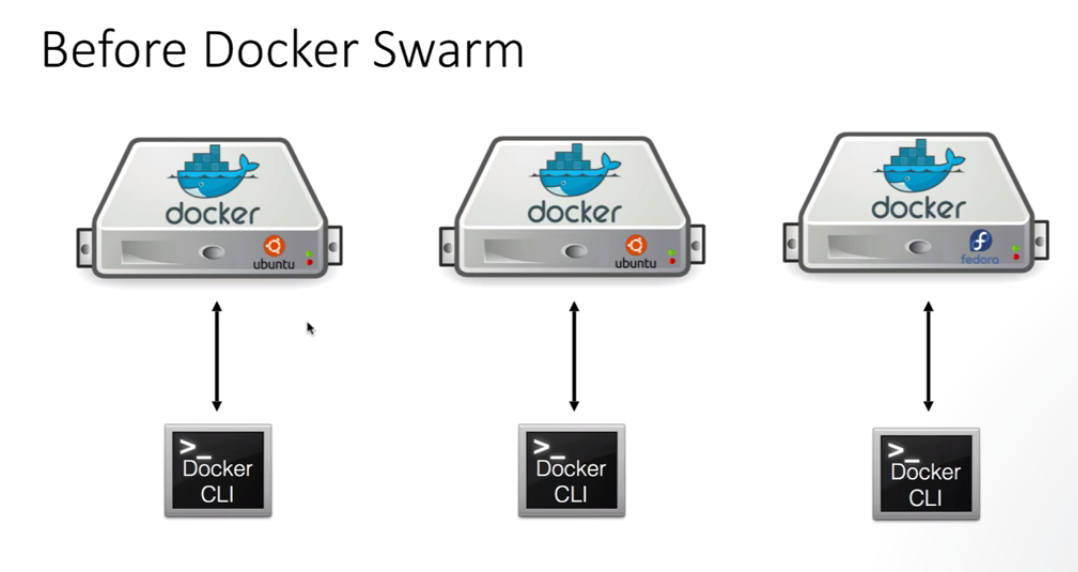 Before Docker Swarm
docker
ubuntu
docker
ubuntu
docker
fedora
>_
Docker
CLI
>_
Docker
CLI
>_
Docker
CLI